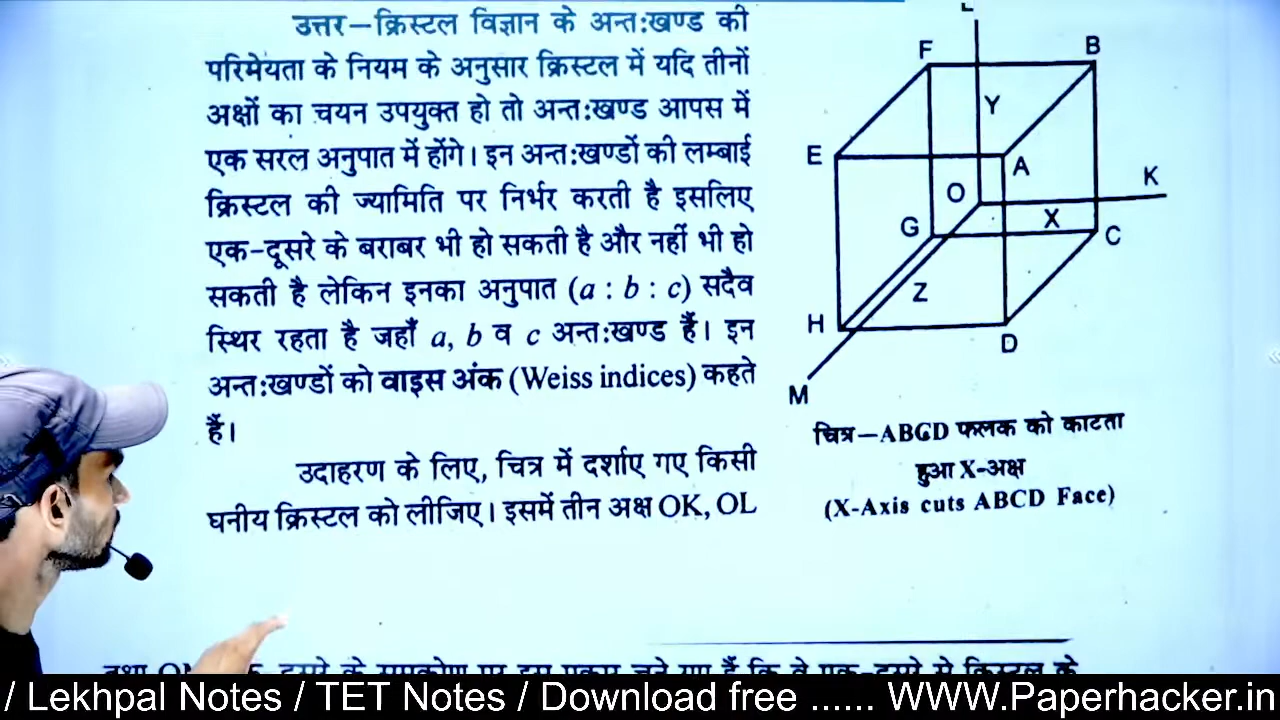 उत्तर–क्रिस्टल विज्ञान के अन्त:खण्ड की
परिमेयता के नियम के अनुसार क्रिस्टल में यदि तीनों
अक्षों का चयन उपयुक्त हो तो अन्त:खण्ड आपस में
एक सरल अनुपात में होंगे। इन अन्त:खण्डों की लम्बाई
क्रिस्टल की ज्यामिति पर निर्भर करती है इसलिए
एक-दूसरे के बराबर भी हो सकती है और नहीं भी हो
सकती है लेकिन इनका अनुपात (a : b : c) सदैव
स्थिर रहता है जहाँ a, b व c अन्त:खण्ड हैं। इन
अन्त:खण्डों को वाइस अंक (Weiss indices) कहते
हैं।
उदाहरण के लिए, चित्र में दर्शाए गए किसी
घनीय क्रिस्टल को लीजिए। इसमें तीन अक्ष OK, OL
L
F B
Y
E A
K
O
X
G C
Z
H
D
M
चित्र–ABCD फलक को काटता
हुआ X-अक्ष
(X-Axis cuts ABCD Face)
/ Lekhpal Notes / TET Notes / Download free ...... WWW.Paperhacker.in